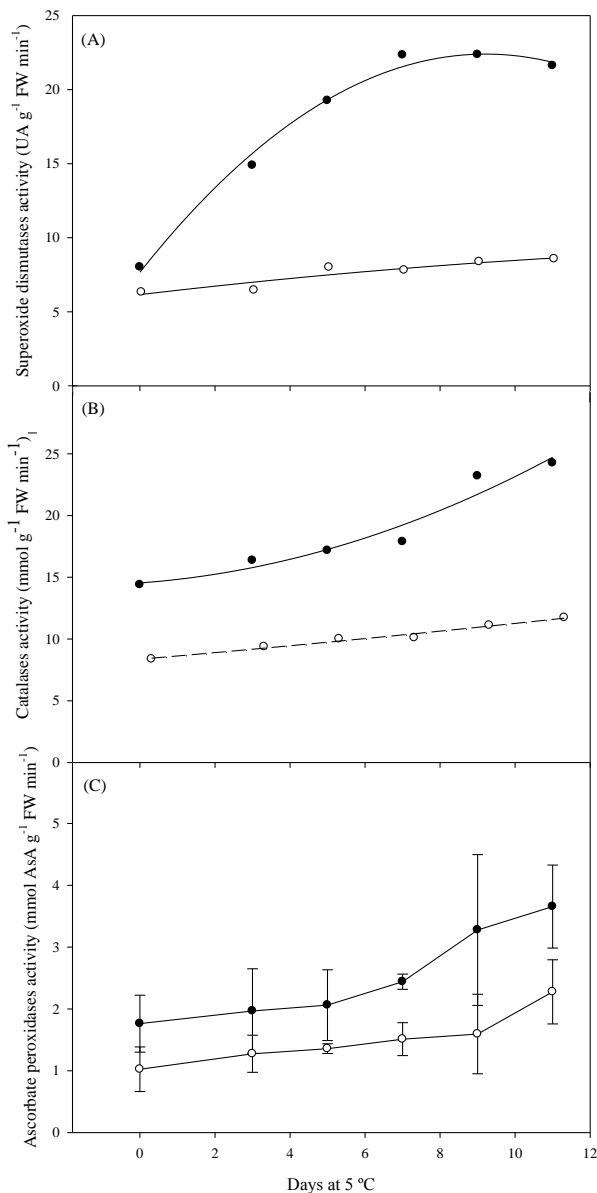 (A)
Superoxide dismutases activity (UA g-1 FW min-1)
25
20
15
10
5
0
(B)
Catalases activity (mmol g-1 FW min-1)
25
20
15
10
5
0
(C)
Ascorbate peroxidases activity (mmol AsA g-1 FW min-1)
5
4
3
2
1
0
0 2 4 6 8 10 12
Days at 5 ºC